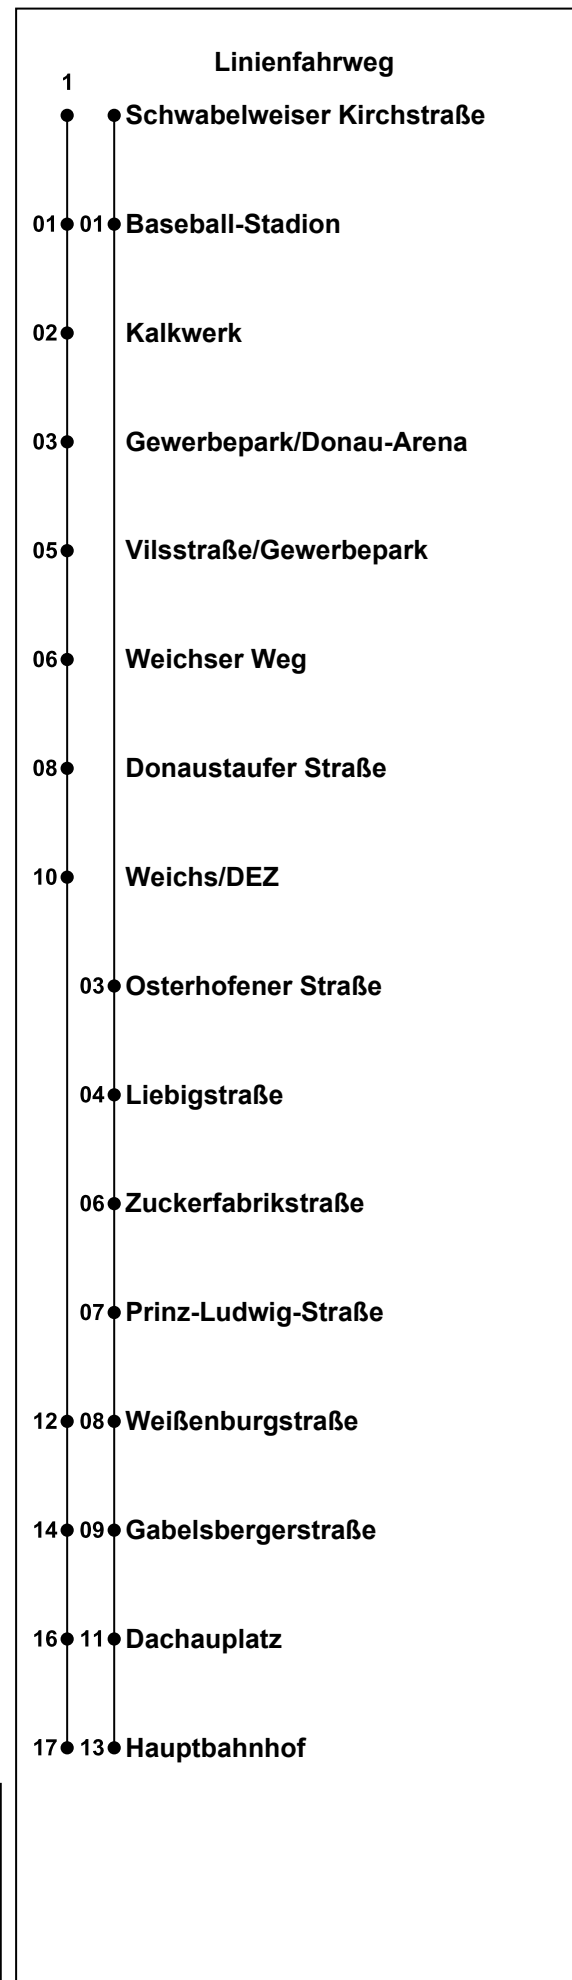 Linienfahrweg
1
Schwabelweiser Kirchstraße
01 01 Baseball-Stadion
02 Kalkwerk
03 Gewerbepark/Donau-Arena
05 Vilsstraße/Gewerbepark
06 Weichser Weg
08 Donaustaufer Straße
10 Weichs/DEZ
03 Osterhofener Straße
04 Liebigstraße
06 Zuckerfabrikstraße
07 Prinz-Ludwig-Straße
12 08 Weißenburgstraße
14 09 Gabelsbergerstraße
16 11 Dachauplatz
17 13 Hauptbahnhof